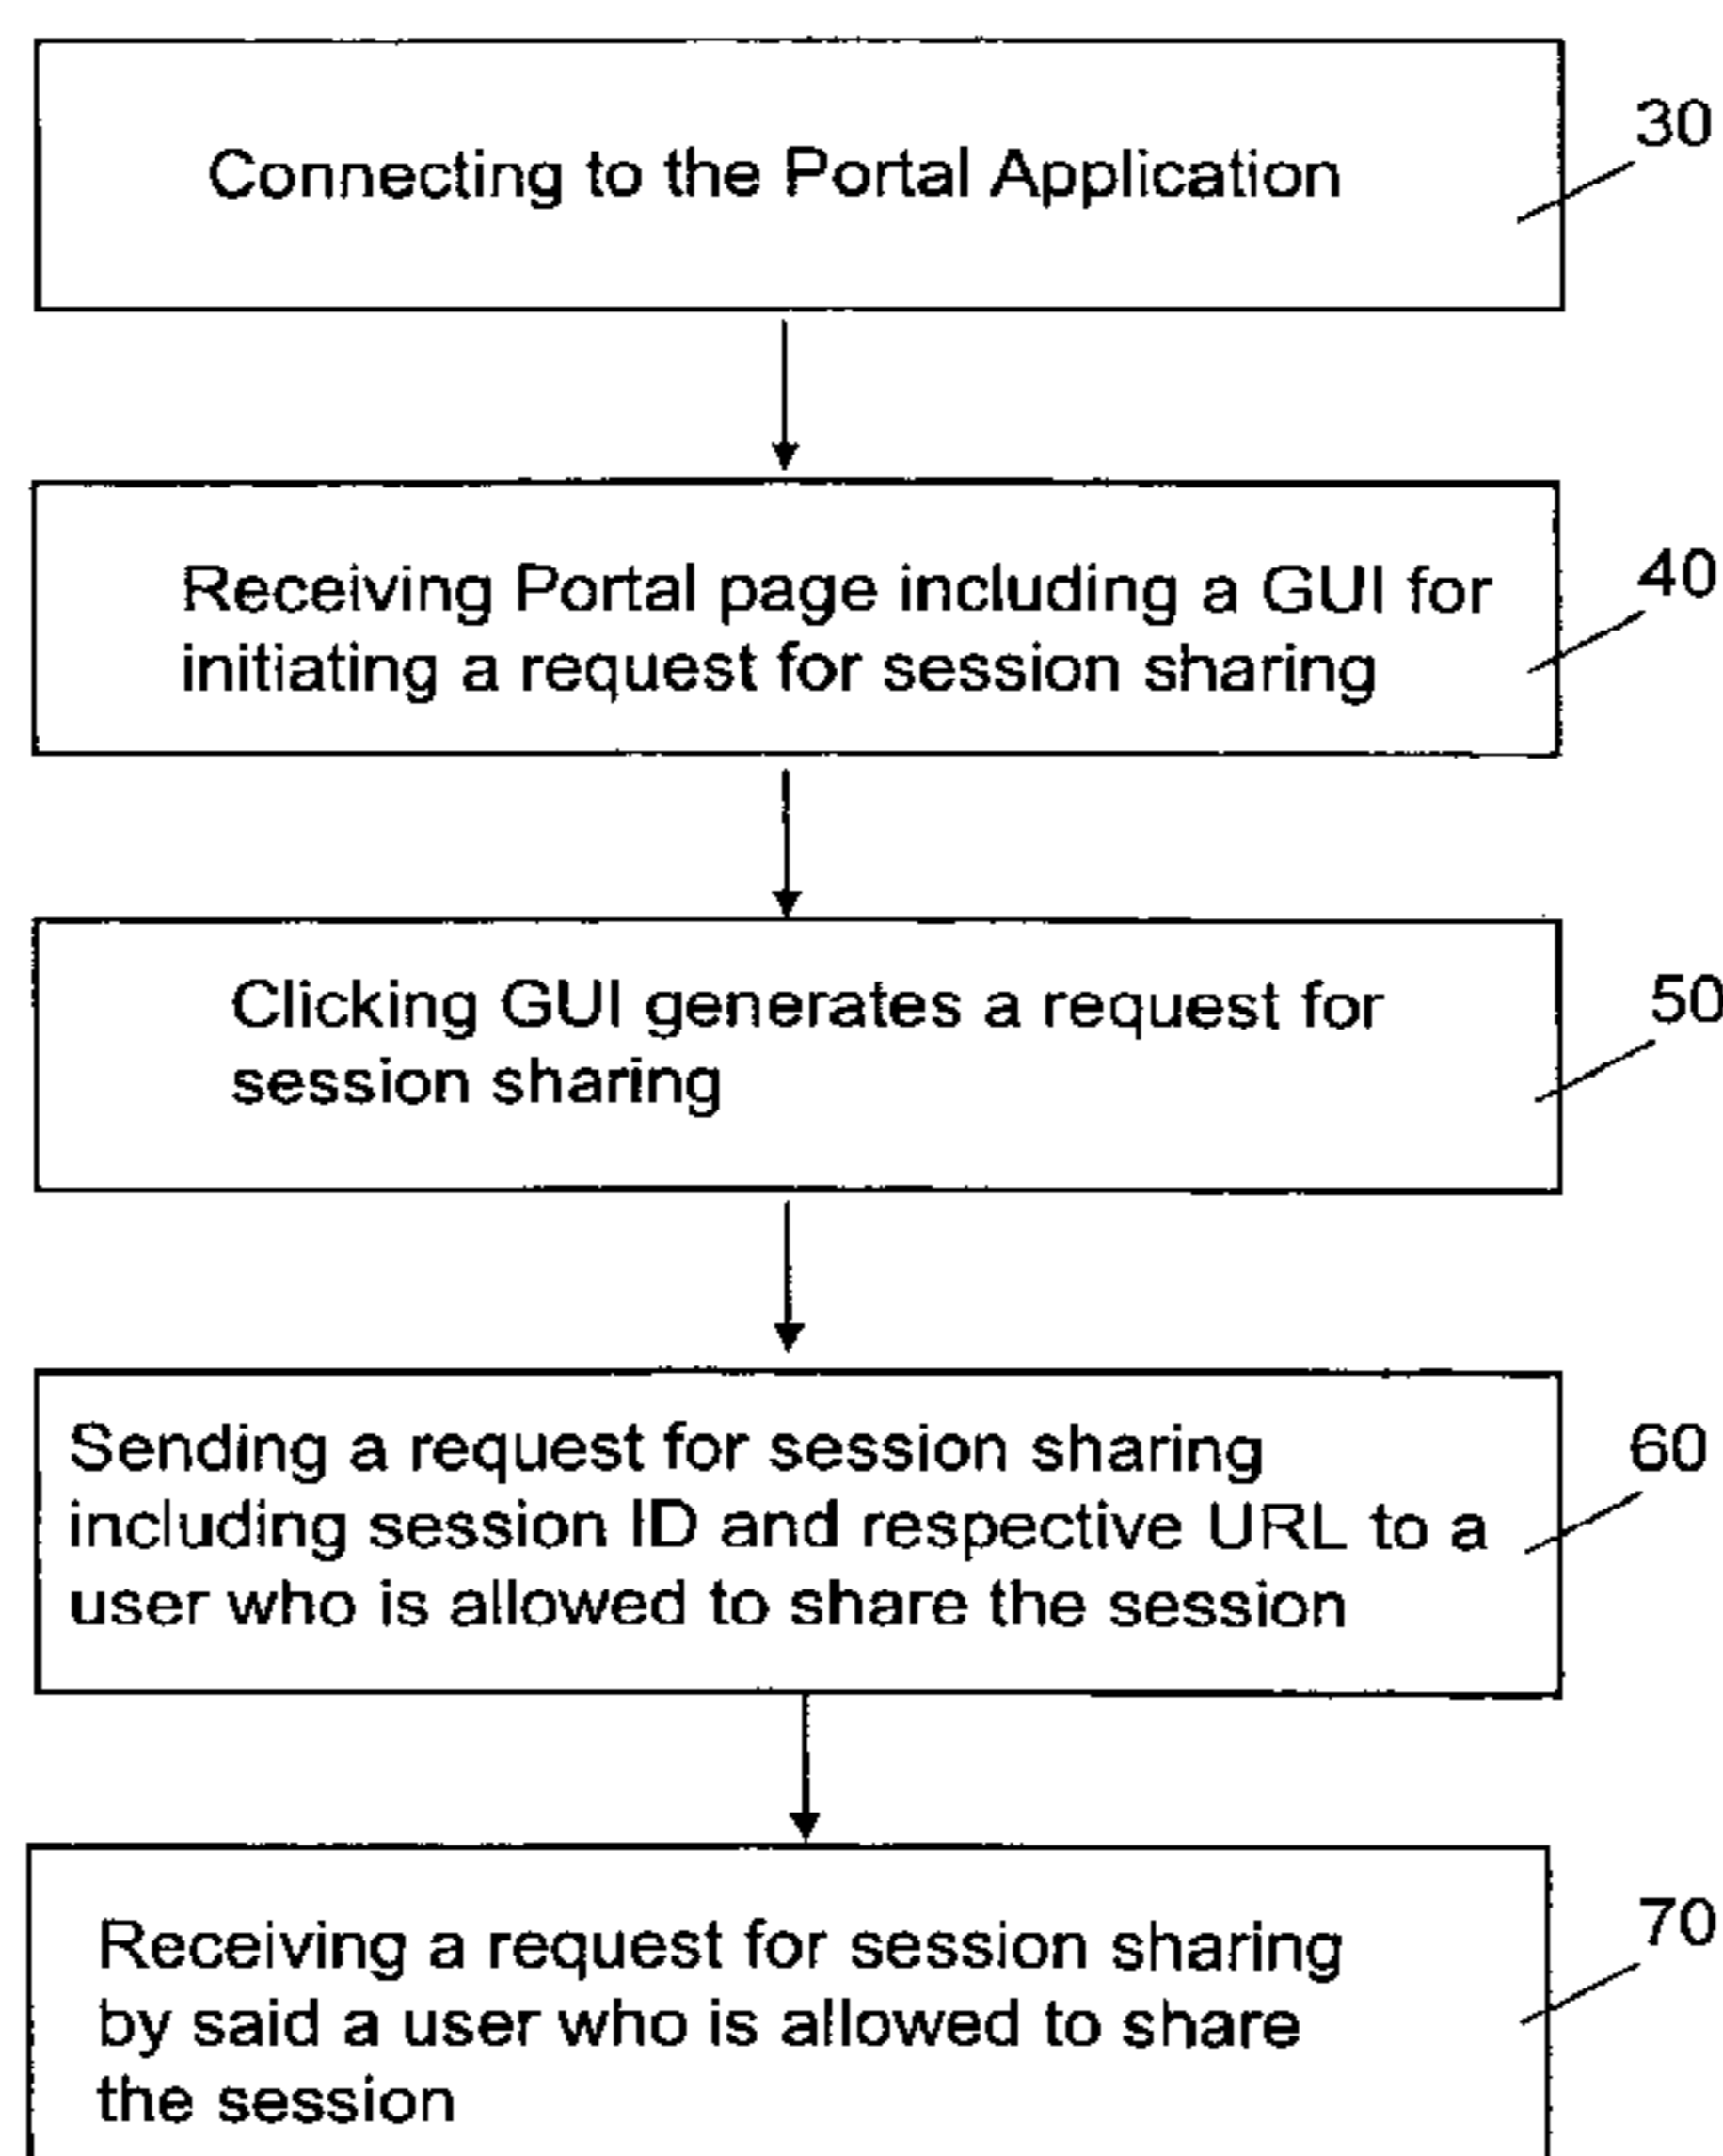 Connecting to the Portal Application
30
Receiving Portal page including a GUI for
initiating a request for session sharing
40
Clicking GUI generates a request for
session sharing
50
Sending a request for session sharing
including session ID and respective URL to a
user who is allowed to share the session
60
Receiving a request for session sharing
by said a user who is allowed to share
the session
70